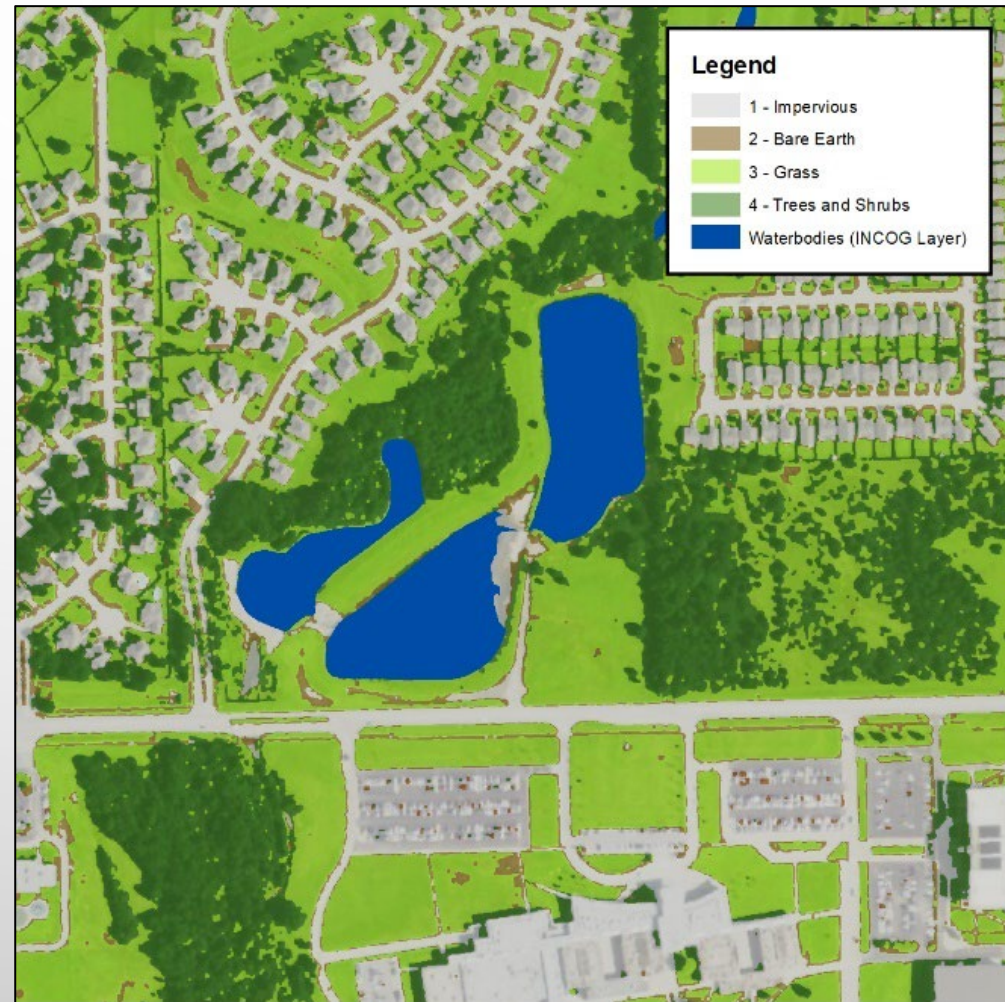 Legend
1 - Impervious
2 - Bare Earth
3 - Grass
4 - Trees and Shrubs
Waterbodies (INCOG Layer)